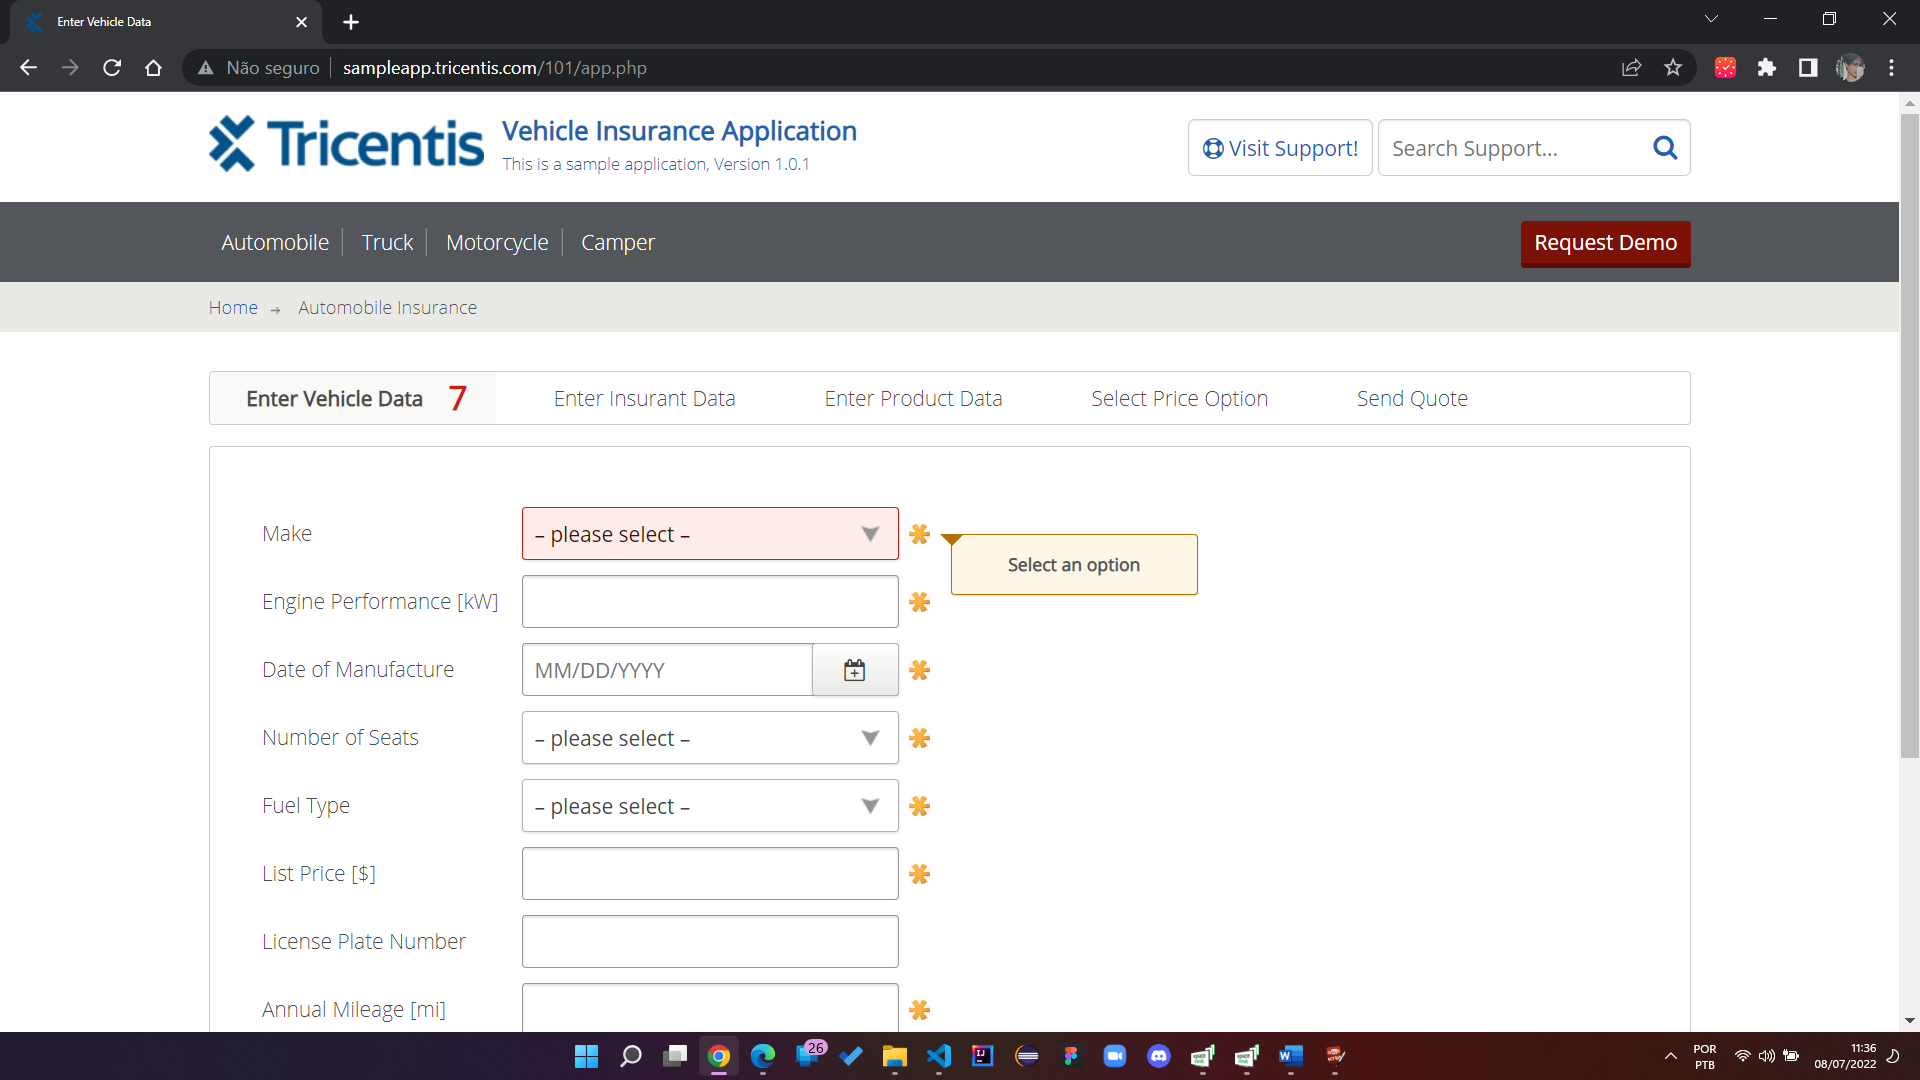 Enter Vehicle Data
Não seguro
sampleapp.tricentis.com/101/app.php
Tricentis
Vehicle Insurance Application
This is a sample application, Version 1.0.1
Visit Support!
Search Support...
Automobile
Truck
Motorcycle
Camper
Request Demo
Home
Automobile Insurance
Enter Vehicle Data 7
Enter Insurant Data
Enter Product Data
Select Price Option
Send Quote
Make
– please select –
Select an option
Engine Performance [kW]
Date of Manufacture
MM/DD/YYYY
Number of Seats
– please select –
Fuel Type
– please select –
List Price [$]
License Plate Number
Annual Mileage [mi]
26
POR
PTB
11:36
08/07/2022